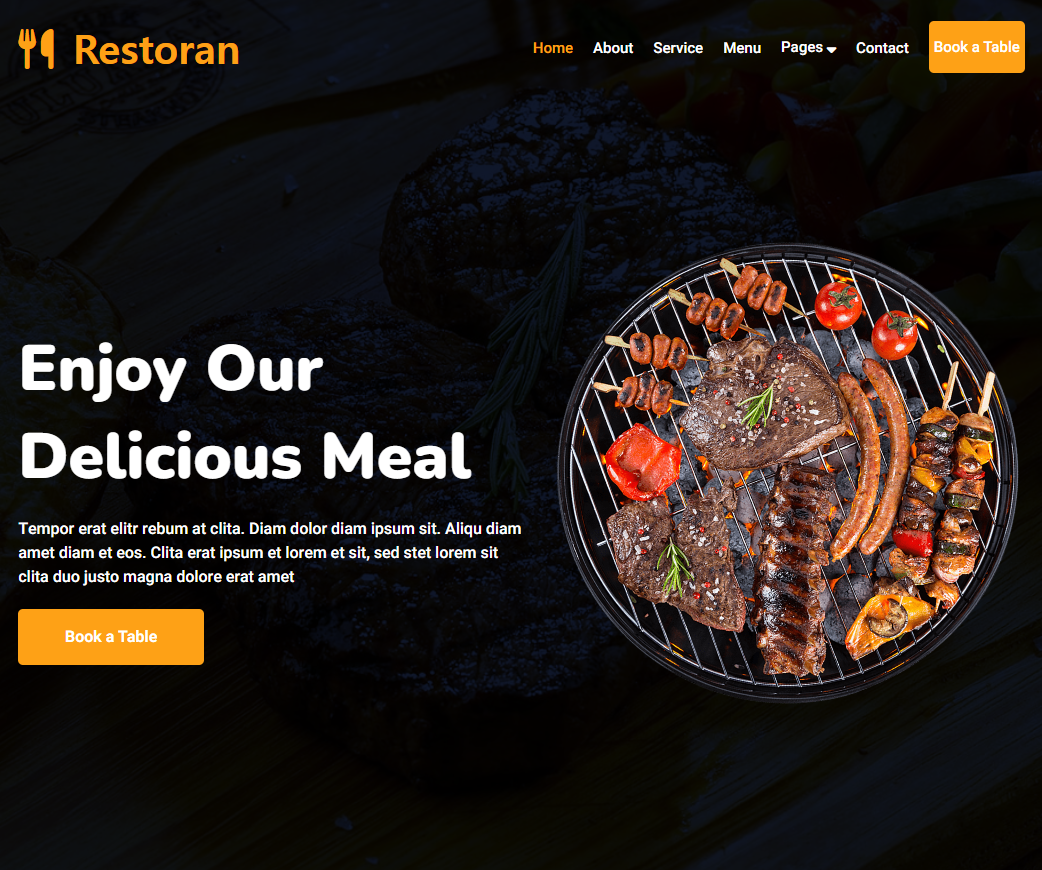 Restoran
Home About Service Menu Pages Contact Book a Table
Enjoy Our
Delicious Meal
Tempor erat elitr rebum at clita. Diam dolor diam ipsum sit. Aliqu diam
amet diam et eos. Clita erat ipsum et lorem et sit, sed stet lorem sit
clita duo justo magna dolore erat amet
Book a Table